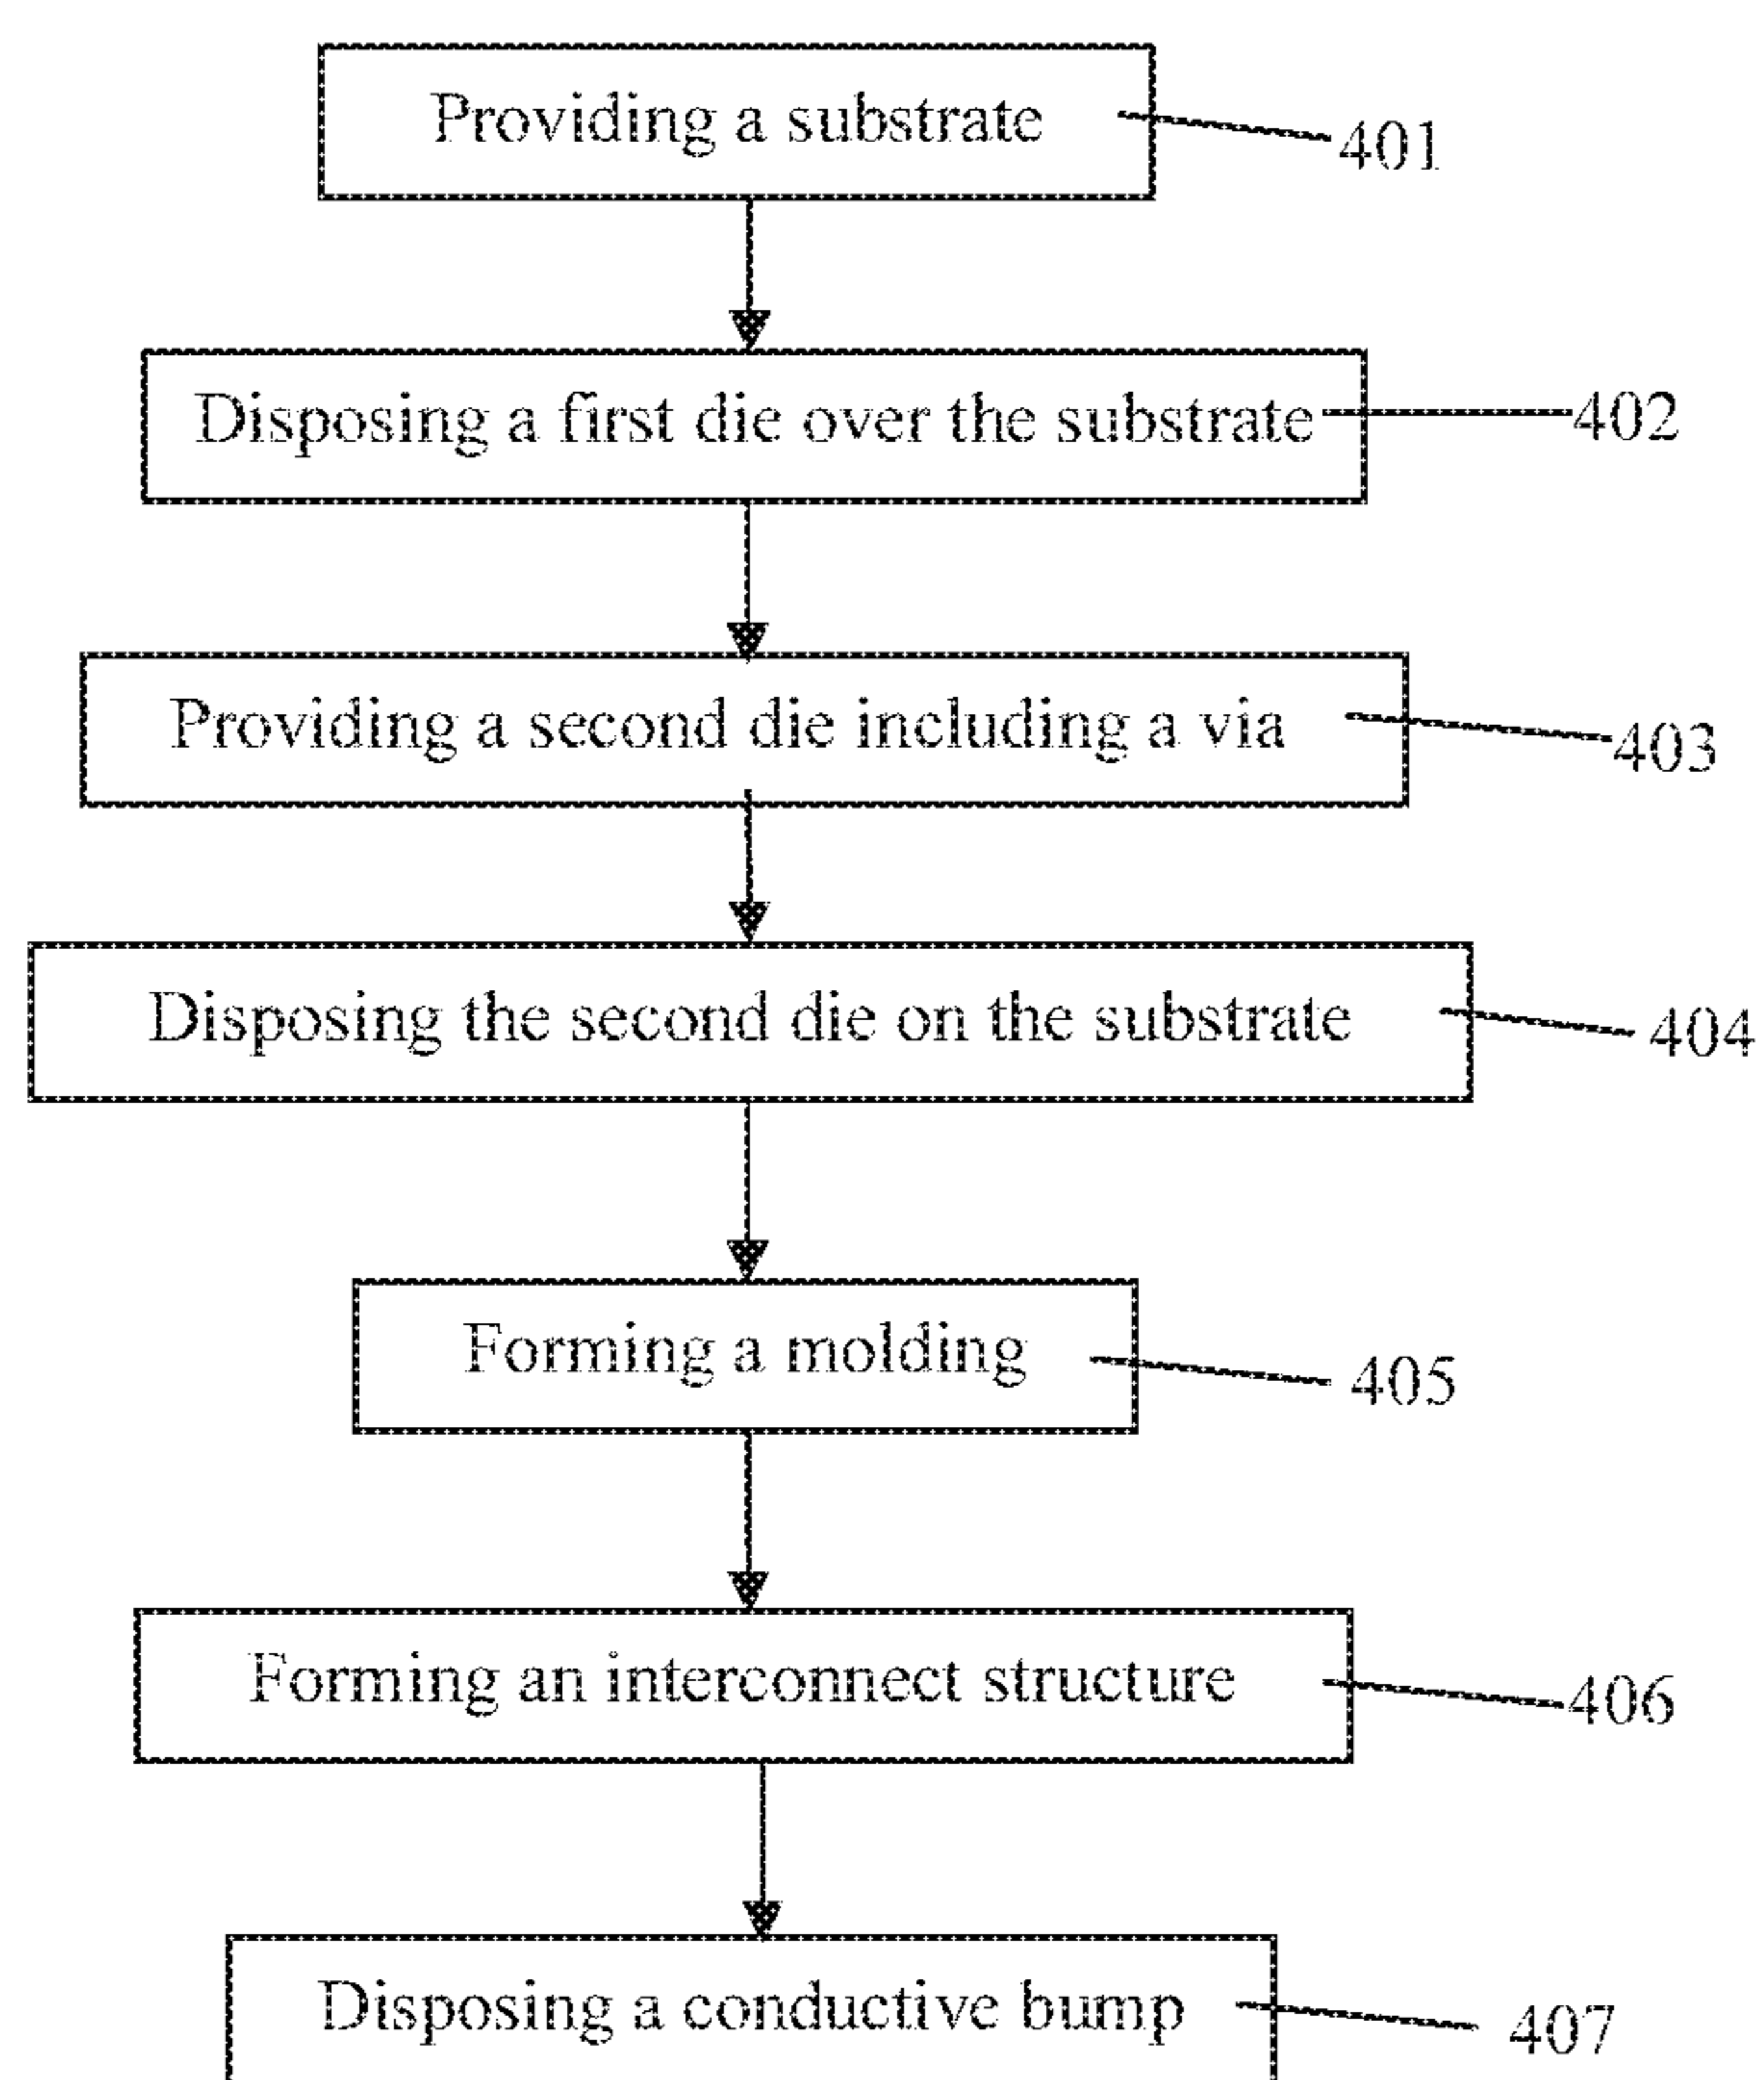 Providing a substrate
401
Disposing a first die over the substrate
402
Providing a second die including a via
403
Disposing the second die on the substrate
404
Forming a molding
405
Forming an interconnect structure
406
Disposing a conductive bump
407